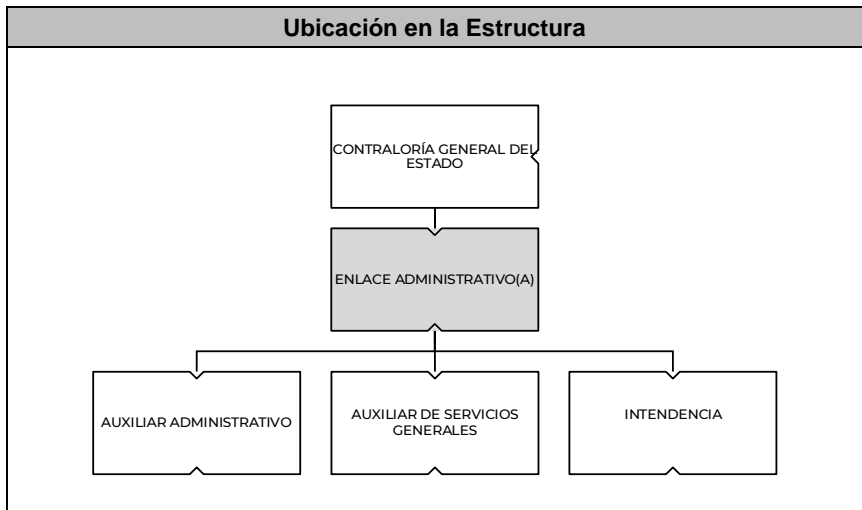 Ubicación en la Estructura
CONTRALORÍA GENERAL DEL
ESTADO
ENLACE ADMINISTRATIVO(A)
AUXILIAR ADMINISTRATIVO
AUXILIAR DE SERVICIOS
GENERALES
INTENDENCIA